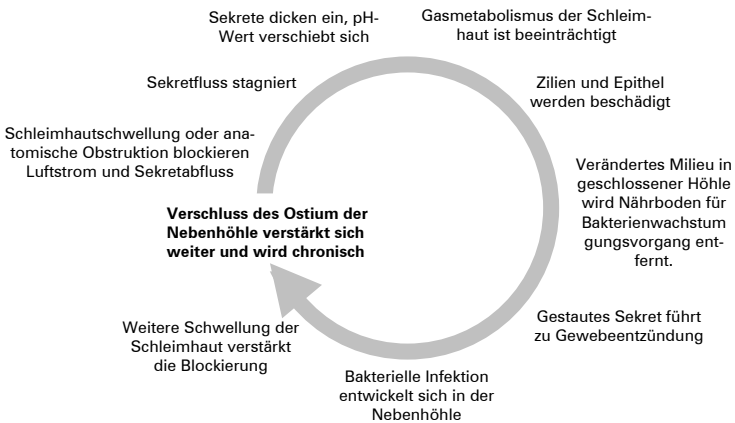 Sekrete dicken ein, pH-
Wert verschiebt sich
Gasmetabolismus der Schleim-
haut ist beeinträchtigt
Sekretfluss stagniert
Zilien und Epithel
werden beschädigt
Schleimhautschwellung oder ana-
tomische Obstruktion blockieren
Luftstrom und Sekretabfluss
Verändertes Milieu in
geschlossener Höhle
wird Nährboden für
Bakterienwachstum
gungsvorgang ent-
fernt.
Verschluss des Ostium der
Nebenhöhle verstärkt sich
weiter und wird chronisch
Gestautes Sekret führt
zu Gewebeentzündung
Weitere Schwellung der
Schleimhaut verstärkt
die Blockierung
Bakterielle Infektion
entwickelt sich in der
Nebenhöhle